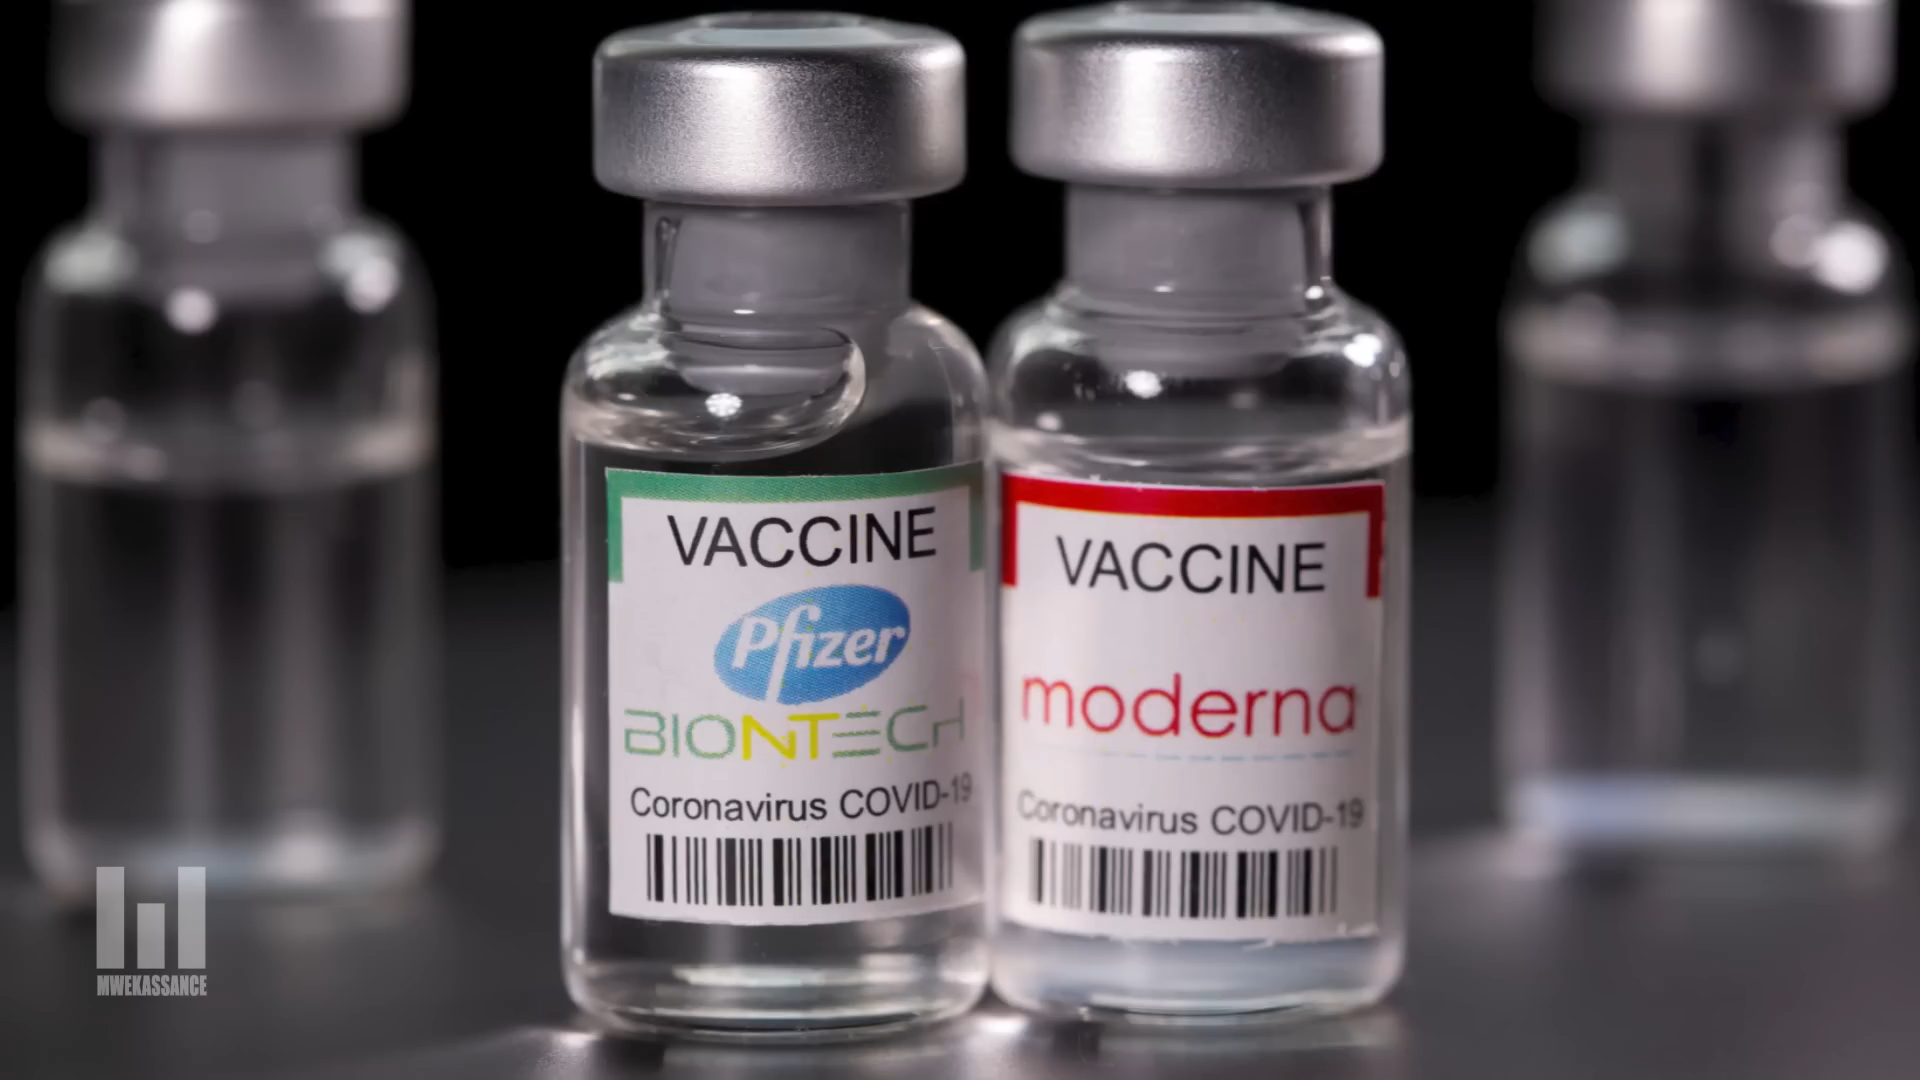 VACCINE
Pfizer
BIONTECH
Coronavirus COVID-19
VACCINE
moderna
Coronavirus COVID-19
MWEKASSANCE